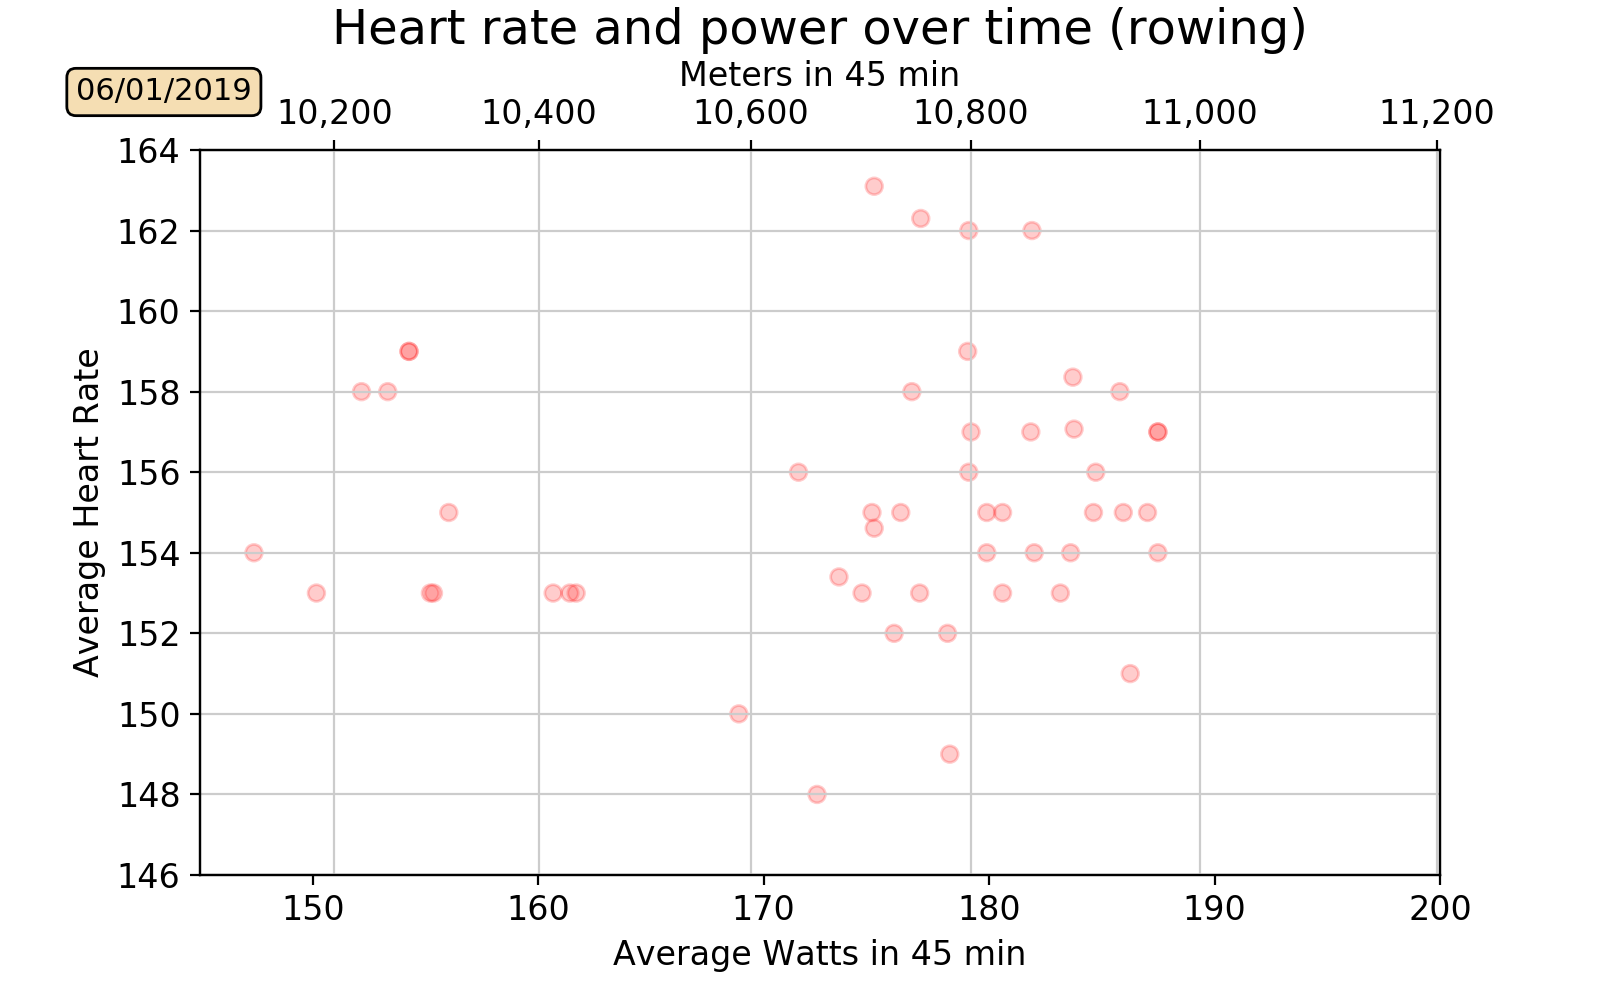 Heart rate and power over time (rowing)
Meters in 45 min
06/01/2019
10,200 10,400 10,600 10,800 11,000 11,200
164
162
160
158
156
154
152
150
148
146
Average Heart Rate
150 160 170 180 190 200
Average Watts in 45 min